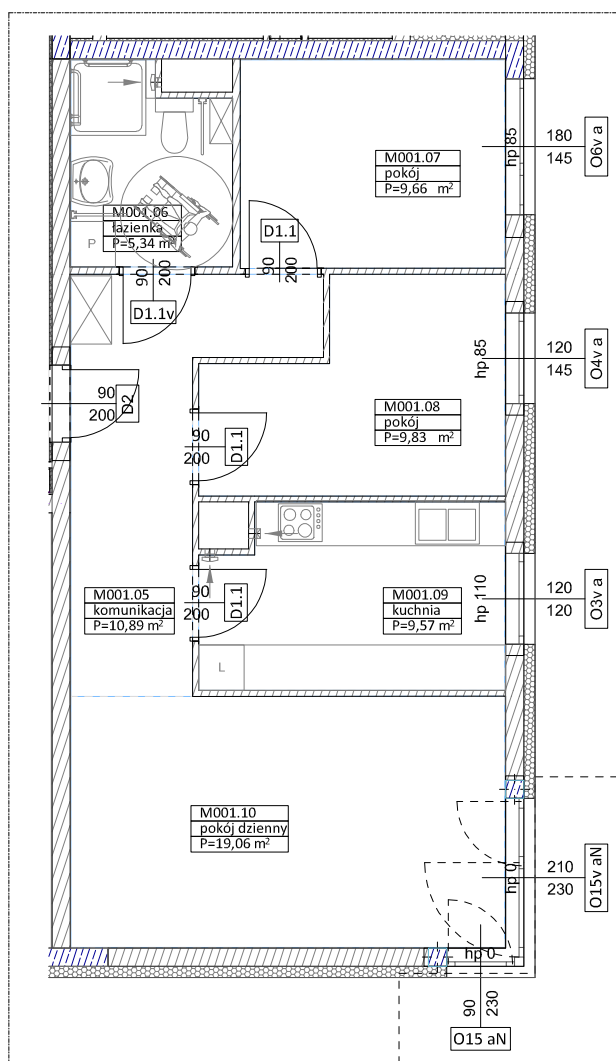 hp 85
180
145
O6v a
M001.07
pokój
P=9,66 m²
M001.06
łazienka
P=5,34 m²
P
D1.1
90
200
90
200
D1.1v
hp 85
120
145
O4v a
90
200
D2
M001.08
pokój
P=9,83 m²
90
200
D1.1
M001.05
komunikacja
P=10,89 m²
90
200
D1.1
M001.09
kuchnia
P=9,57 m²
hp 110
120
120
O3v a
L
M001.10
pokój dzienny
P=19,06 m²
hp 0
210
230
O15v aN
hp 0
90
230
O15 aN